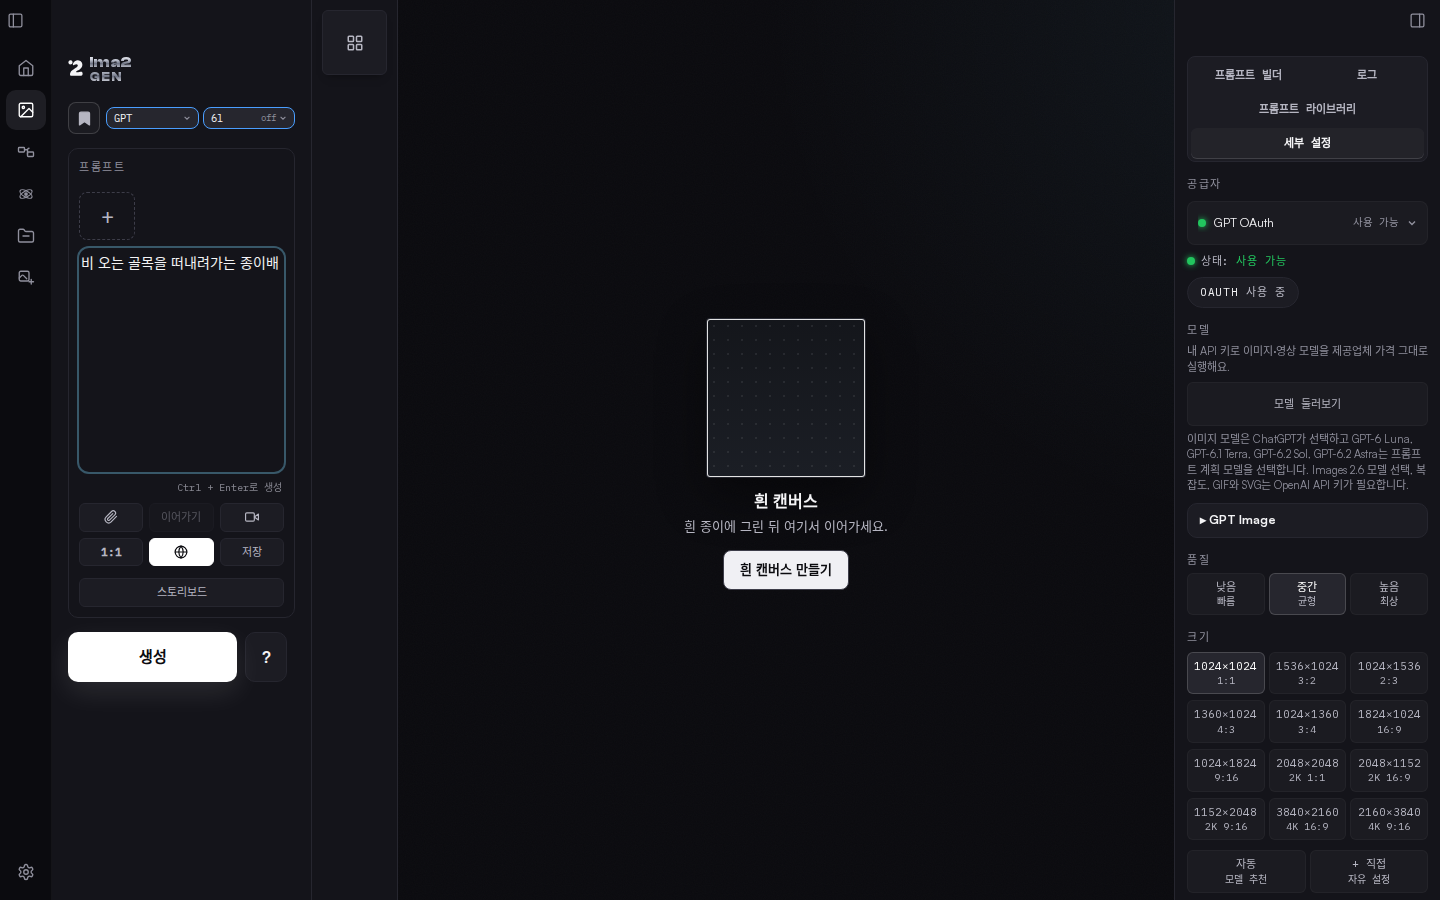 ima2
GEN
GPT
61 off
프롬프트
+
비 오는 골목을 떠내려가는 종이배
Ctrl + Enter로 생성
이어가기
1:1
저장
스토리보드
생성
?
흰 캔버스
흰 종이에 그린 뒤 여기서 이어가세요.
흰 캔버스 만들기
프롬프트 빌더
로그
프롬프트 라이브러리
세부 설정
공급자
GPT OAuth 사용 가능
상태: 사용 가능
OAUTH 사용 중
모델
내 API 키로 이미지·영상 모델을 제공업체 가격 그대로
실행해요.
모델 둘러보기
이미지 모델은 ChatGPT가 선택하고 GPT-6 Luna,
GPT-6.1 Terra, GPT-6.2 Sol, GPT-6.2 Astra는 프롬프
트 계획 모델을 선택합니다. Images 2.6 모델 선택, 복
잡도, GIF와 SVG는 OpenAI API 키가 필요합니다.
▸ GPT Image
품질
낮음
빠름
중간
균형
높음
최상
크기
1024×1024
1:1
1536×1024
3:2
1024×1536
2:3
1360×1024
4:3
1024×1360
3:4
1824×1024
16:9
1024×1824
9:16
2048×2048
2K 1:1
2048×1152
2K 16:9
1152×2048
2K 9:16
3840×2160
4K 16:9
2160×3840
4K 9:16
자동
모델 추천
+ 직접
자유 설정